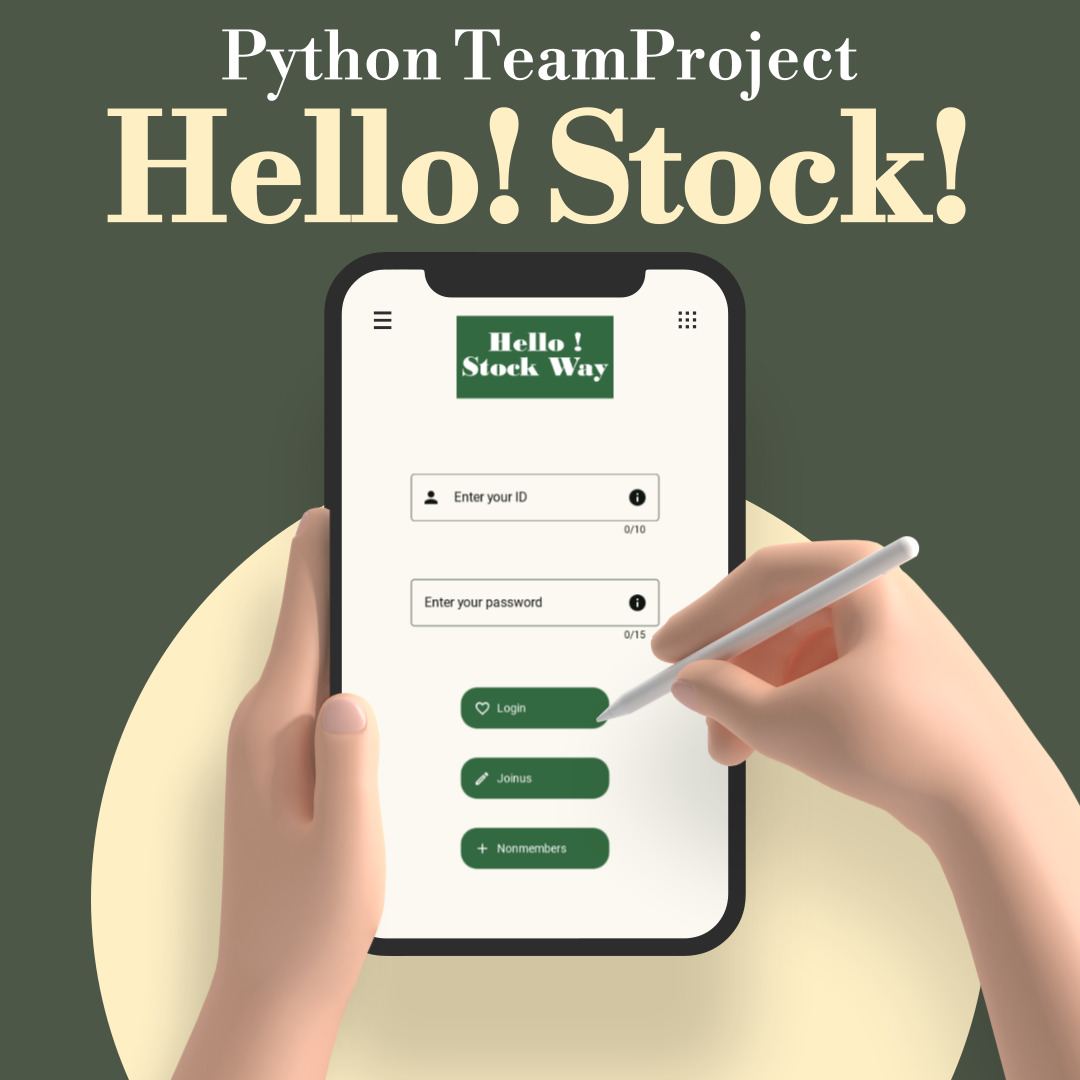 Python TeamProject
Hello! Stock!
Hello !
Stock Way
Enter your ID
0/10
Enter your password
0/15
Login
Joinus
Nonmembers